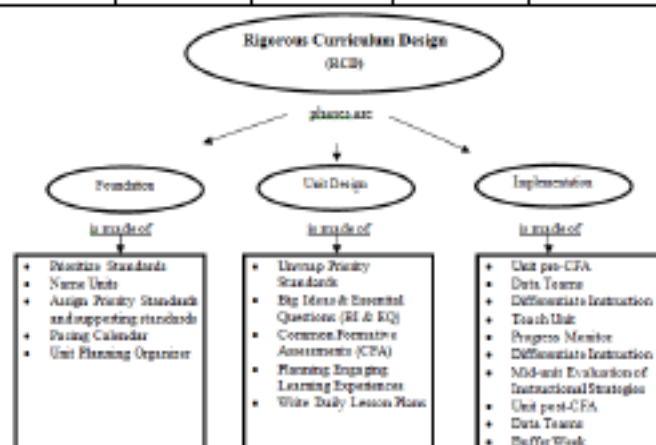 Rigorous Curriculum Design
(RCD)
phases are
Foundation
Unit Design
Implementation
is made of
is made of
is made of
Prioritize Standards
Name Units
Assign Priority Standards
and supporting standards
Pacing Calendar
Unit Planning Organizer
Unwrap Priority
Standards
Big Ideas & Essential
Questions (BI & EQ)
Common Formative
Assessments (CFA)
Planning Engaging
Learning Experiences
Write Daily Lesson Plans
Unit pre-CFA
Data Teams
Differentiate Instruction
Teach Unit
Progress Monitor
Differentiate Instruction
Mid-unit Evaluation of
Instructional Strategies
Unit post-CFA
Data Teams
Buffer Week